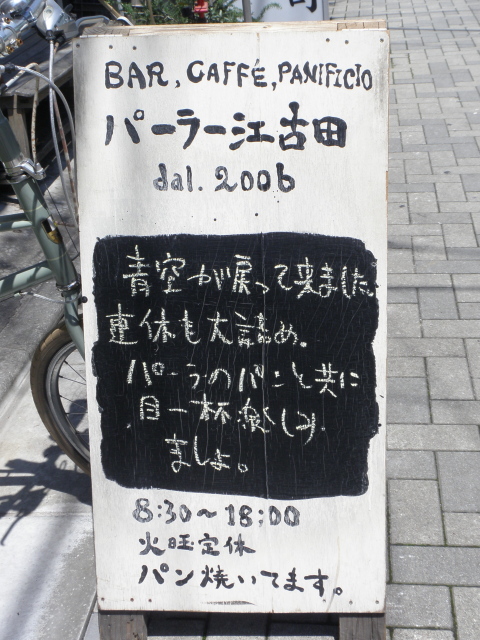 BAR, CAFFÉ, PANIFICIO
パーラー江古田
dal. 2006
青空が戻って来ました。
連休も大詰め.
パーラのパンと共に
目一杯楽しみ
ましょ。
8:30〜18:00
火旺定休
パン焼いてます。